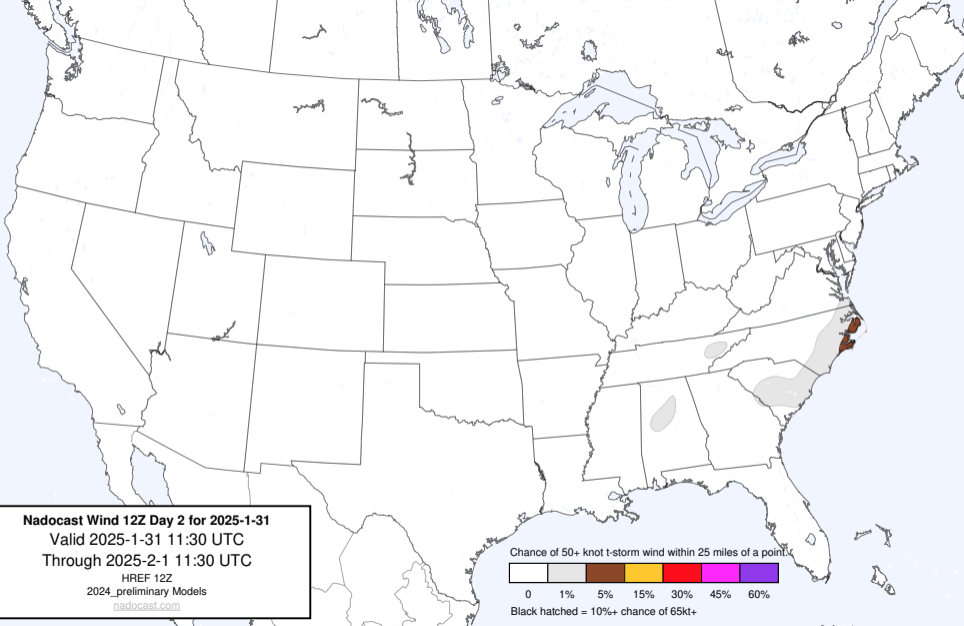 Nadocast Wind 12Z Day 2 for 2025-1-31
Valid 2025-1-31 11:30 UTC
Through 2025-2-1 11:30 UTC
HREF 12Z
2024_preliminary Models
nadocast.com
Chance of 50+ knot t-storm wind within 25 miles of a point.
0 1% 5% 15% 30% 45% 60%
Black hatched = 10%+ chance of 65kt+